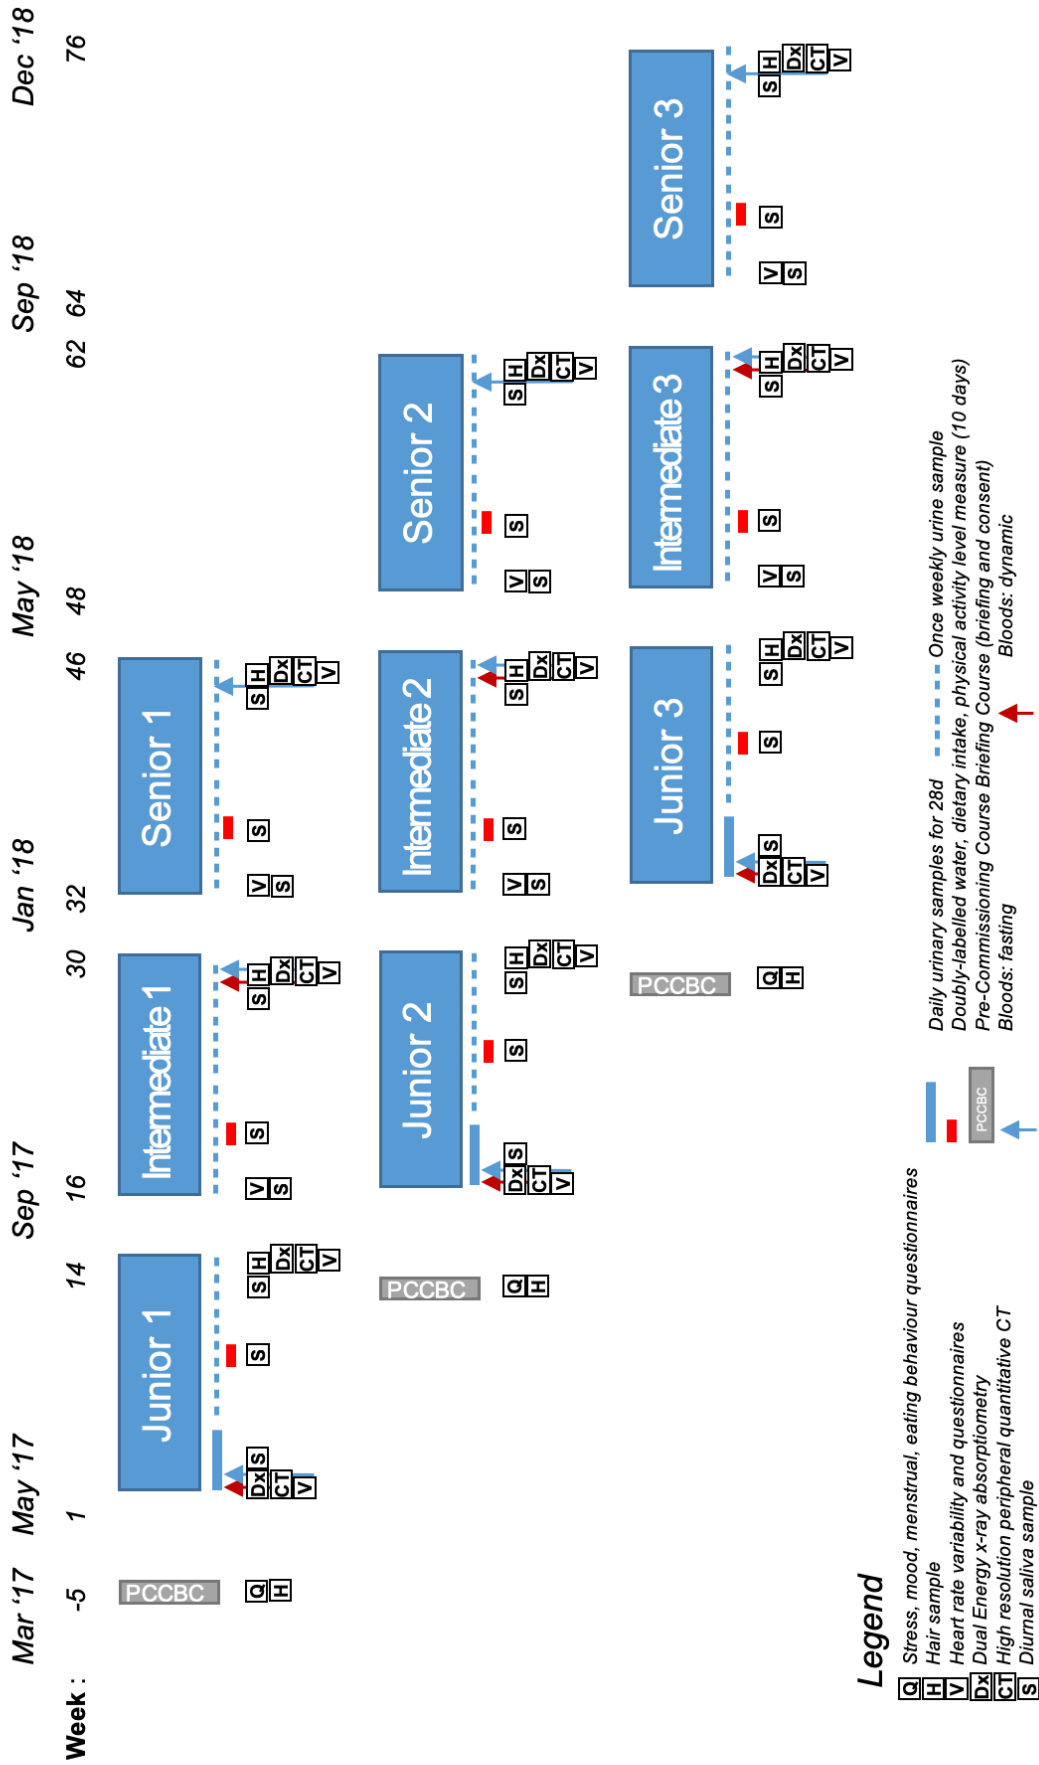 Mar ‘17 May ‘17 Sep ‘17 Jan ‘18 May ‘18 Sep ‘18 Dec ‘18
Week : -5 1 14 16 30 32 46 48 62 64 76
PCCBC Junior 1 Intermediate 1 Senior 1
Q Dx S S S H V S S H V S S H
H CT S Dx S Dx S Dx
V CT CT CT
V V V
PCCBC Junior 2 Intermediate 2 Senior 2
Q Dx S S S H V S S H V S S H
H CT S Dx S Dx S Dx
V CT CT CT
V V V
PCCBC Junior 3 Intermediate 3 Senior 3
Q Dx S S S H V S S H V S S H
H CT S Dx S Dx S Dx
V CT CT CT
V V V
Legend
Q Stress, mood, menstrual, eating behaviour questionnaires
H Hair sample
V Heart rate variability and questionnaires
Dx Dual Energy x-ray absorptiometry
CT High resolution peripheral quantitative CT
S Diurnal saliva sample
Daily urinary samples for 28d Once weekly urine sample
Doubly-labelled water, dietary intake, physical activity level measure (10 days)
PCCBC Pre-Commissioning Course Briefing Course (briefing and consent)
Bloods: fasting Bloods: dynamic